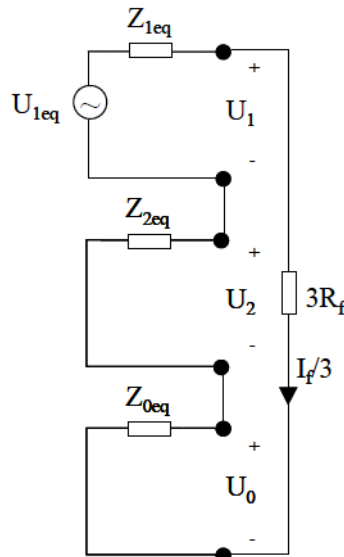 Z1eq
+
U1eq
~
U1
-
Z2eq
+
U2
3Rf
-
If/3
Z0eq
+
U0
-